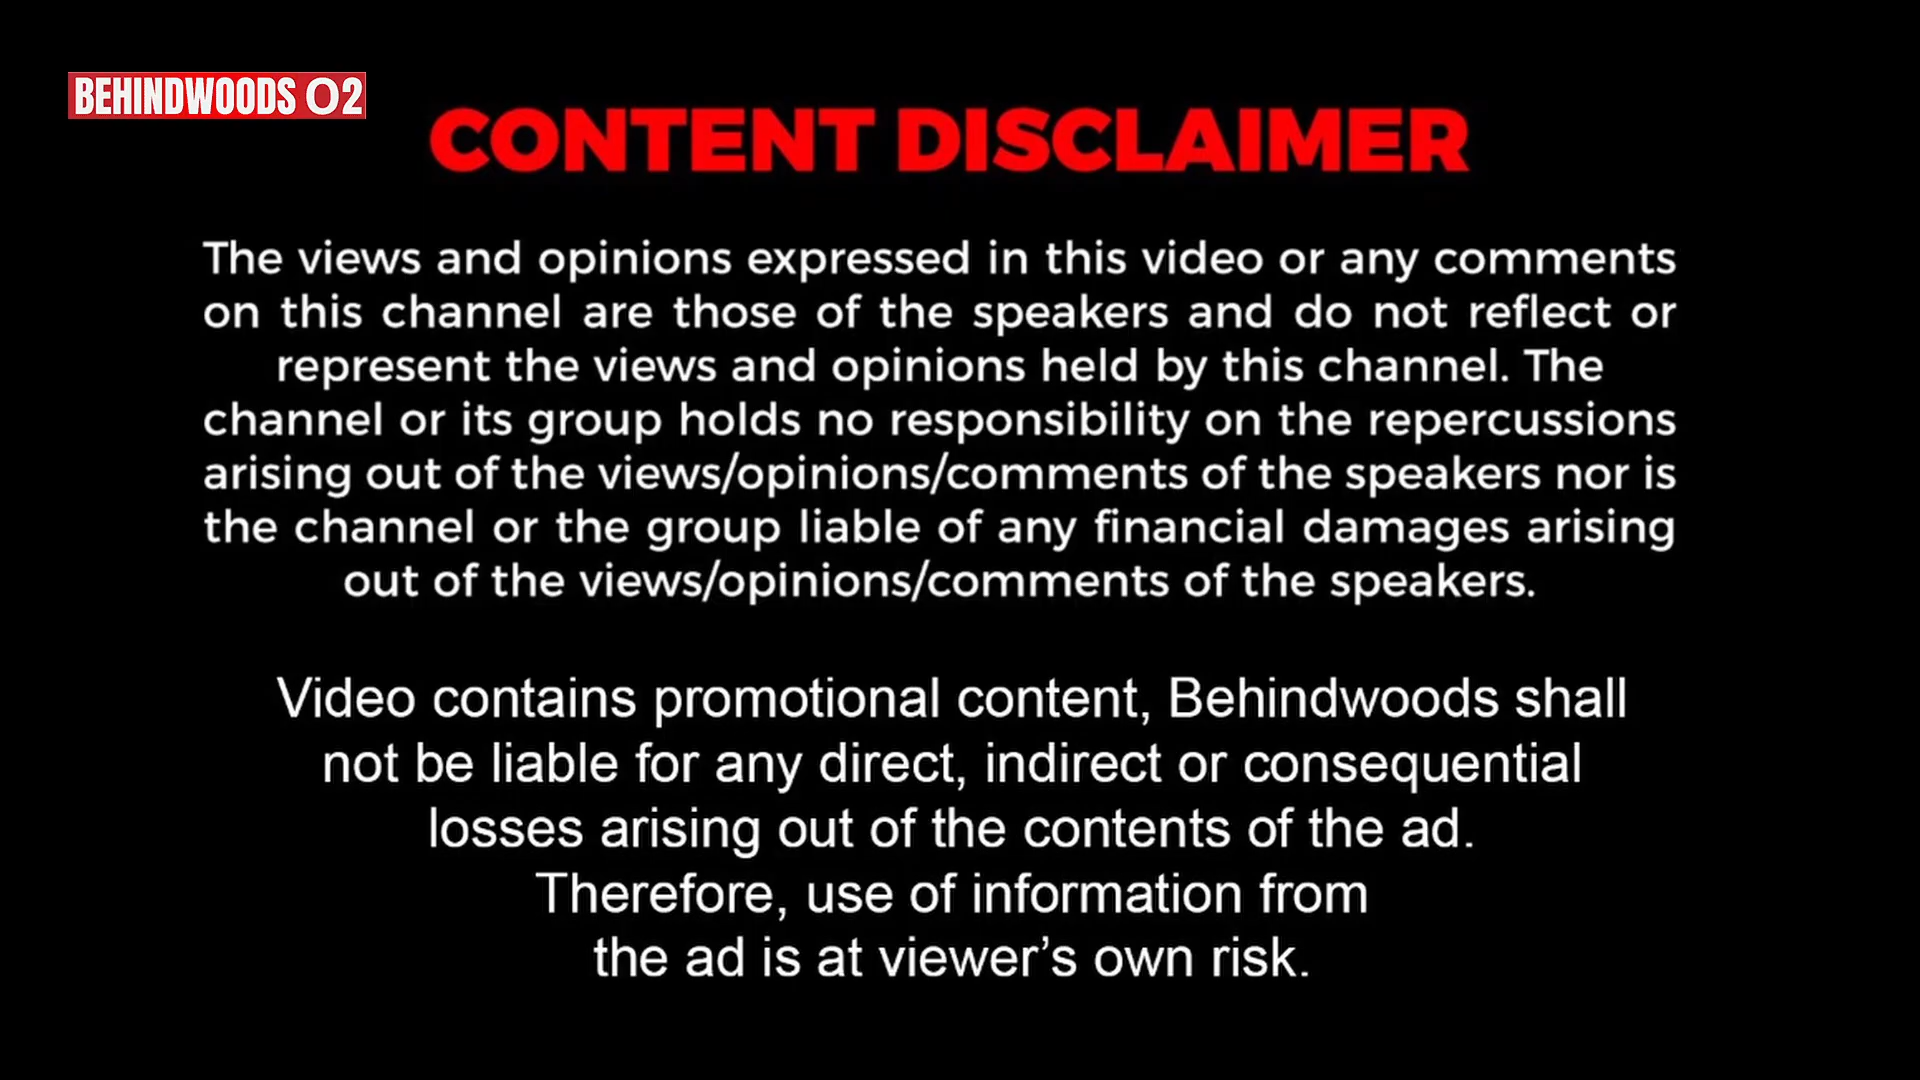 BEHINDWOODS O2
CONTENT DISCLAIMER
The views and opinions expressed in this video or any comments
on this channel are those of the speakers and do not reflect or
represent the views and opinions held by this channel. The
channel or its group holds no responsibility on the repercussions
arising out of the views/opinions/comments of the speakers nor is
the channel or the group liable of any financial damages arising
out of the views/opinions/comments of the speakers.
Video contains promotional content, Behindwoods shall
not be liable for any direct, indirect or consequential
losses arising out of the contents of the ad.
Therefore, use of information from
the ad is at viewer’s own risk.